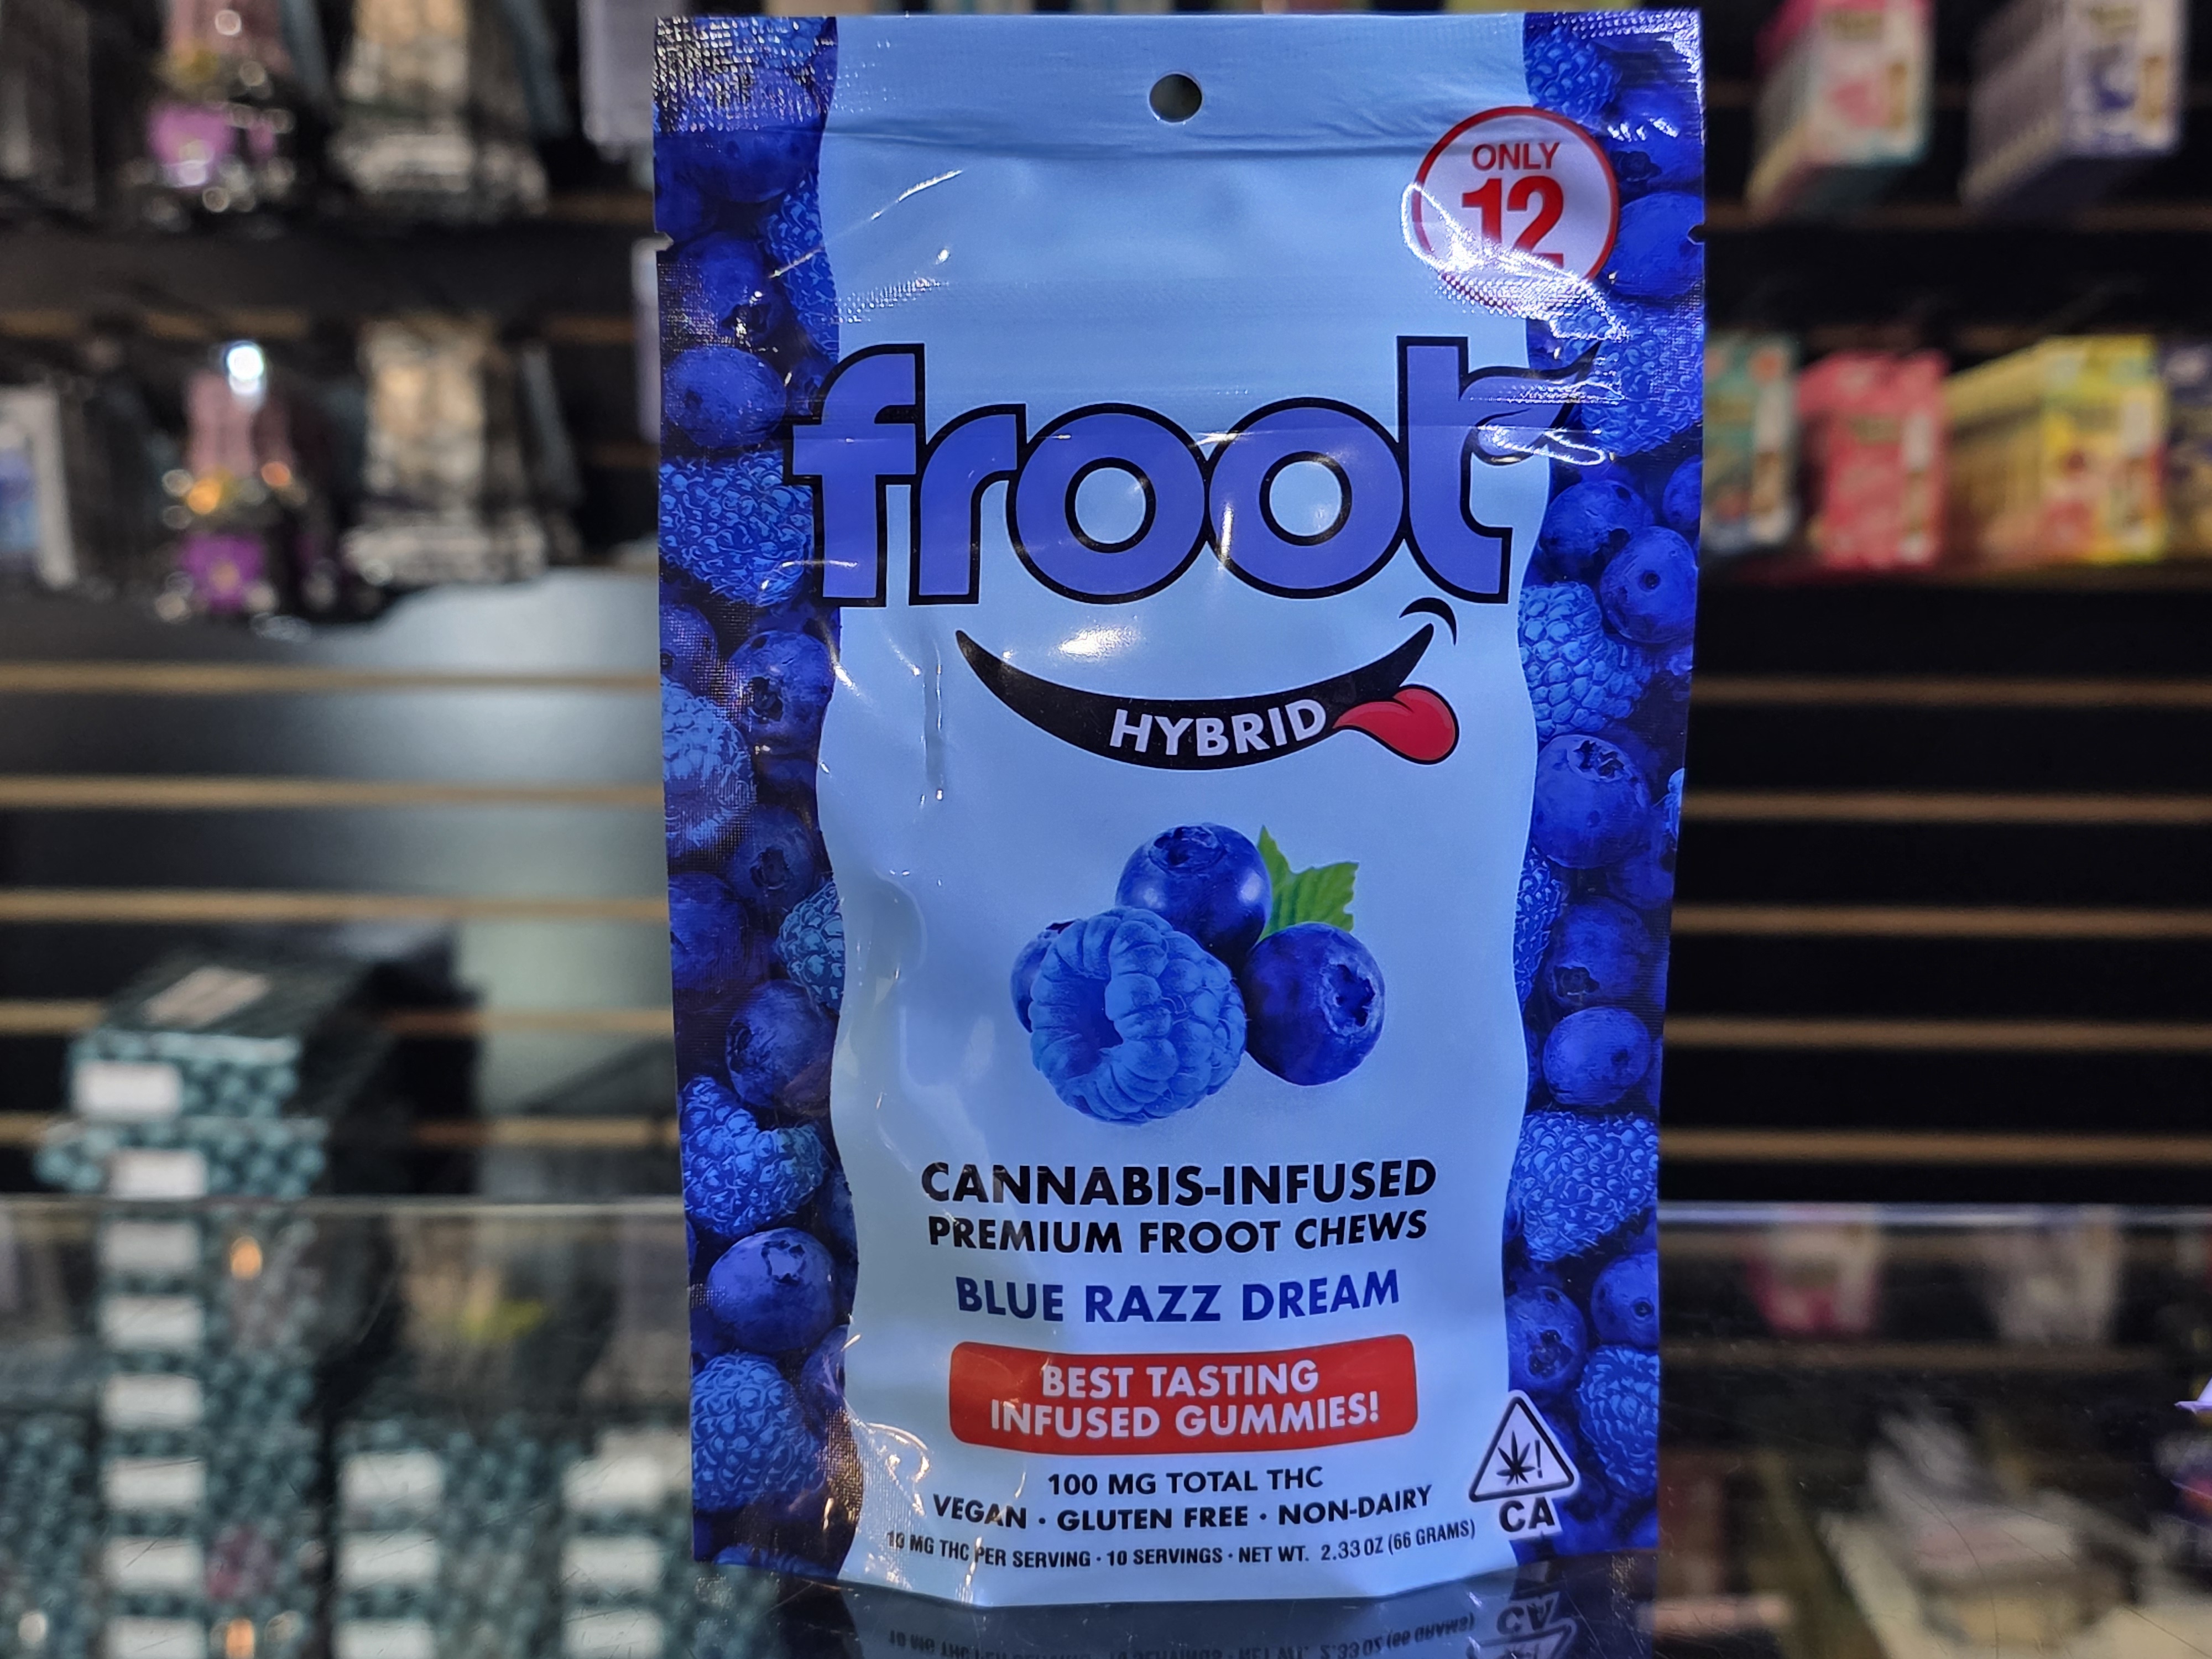 ONLY
12
froot
HYBRID
CANNABIS-INFUSED
PREMIUM FROOT CHEWS
BLUE RAZZ DREAM
BEST TASTING
INFUSED GUMMIES!
100 MG TOTAL THC
VEGAN · GLUTEN FREE · NON-DAIRY
10 MG THC PER SERVING · 10 SERVINGS · NET WT. 2.33 OZ (66 GRAMS)
CA